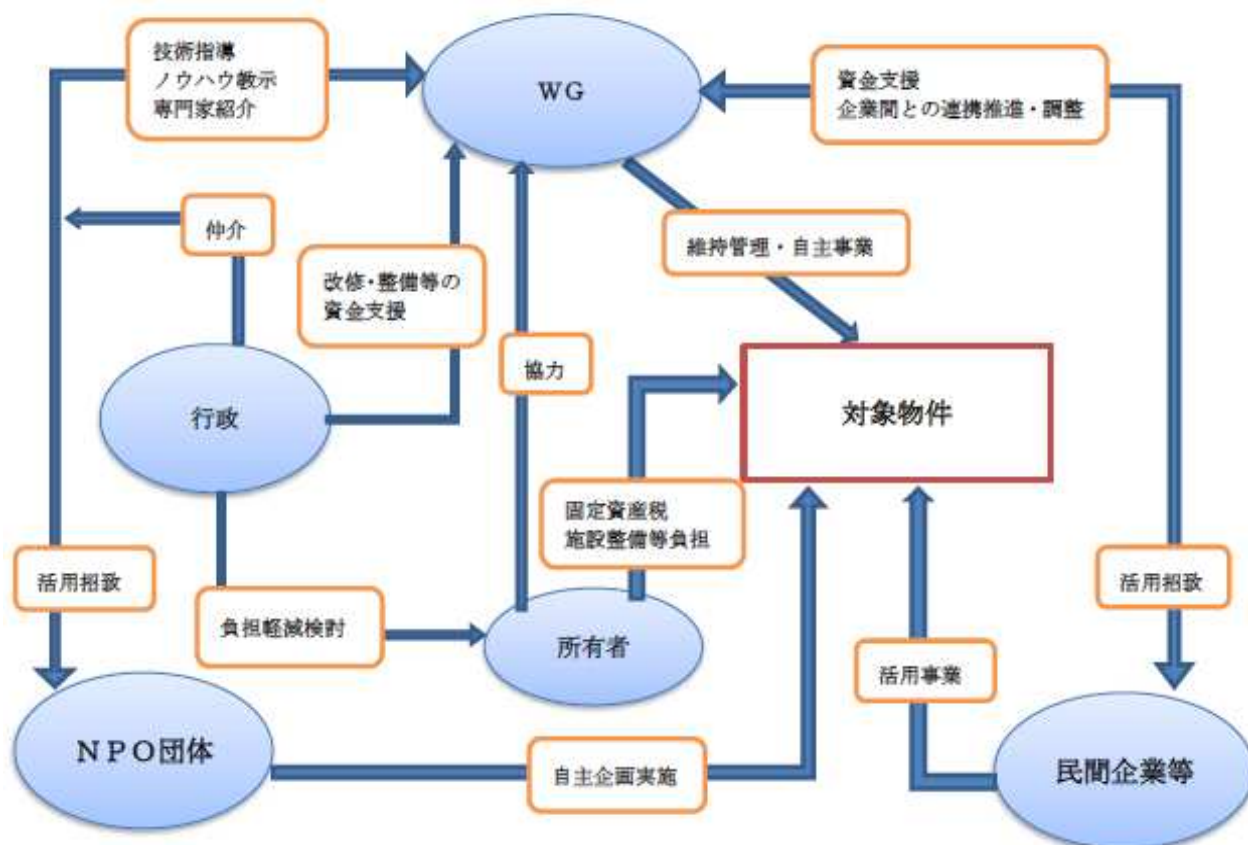 技術指導
ノウハウ教示
専門家紹介
WG
資金支援
企業間との連携推進・調整
仲介
改修・整備等の
資金支援
維持管理・自主事業
協力
行政
対象物件
固定資産税
施設整備等負担
活用招致
負担軽減検討
所有者
活用招致
活用事業
NPO団体
自主企画実施
民間企業等